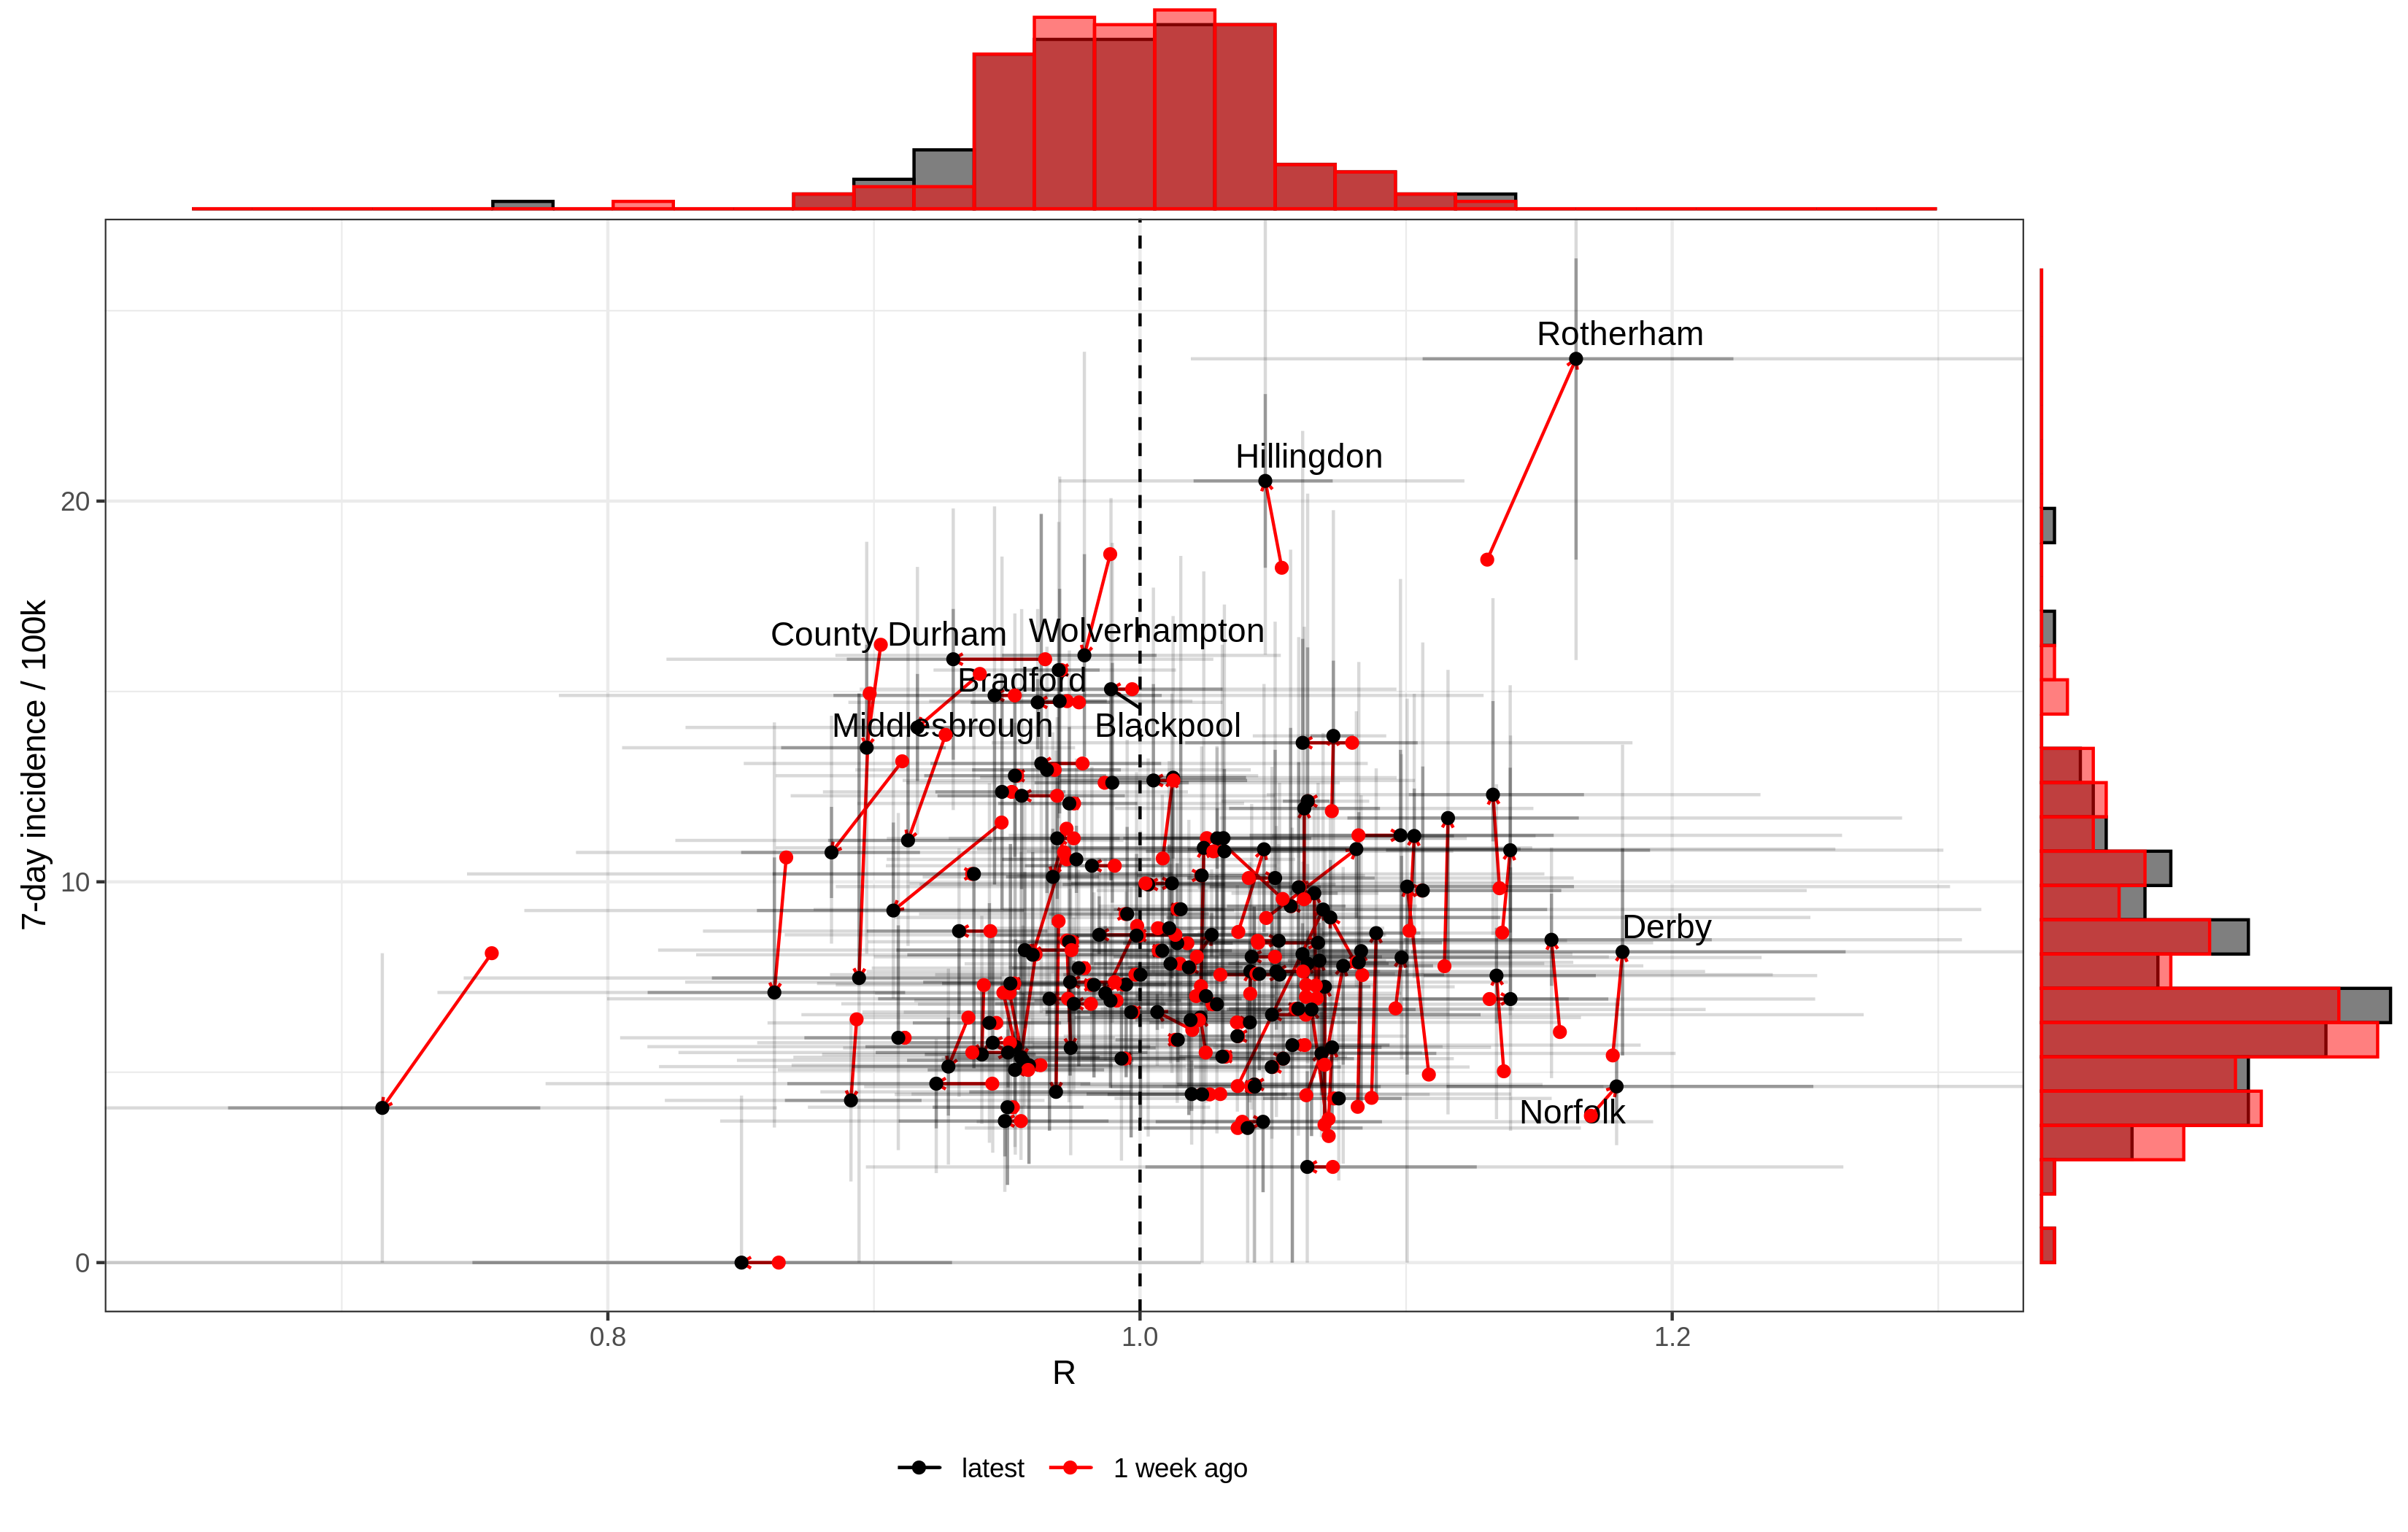 Rotherham
Hillingdon
County Durham
Wolverhampton
Bradford
Middlesbrough
Blackpool
Derby
Norfolk
20
10
0
7-day incidence / 100k
0.8
1.0
1.2
R
latest
1 week ago